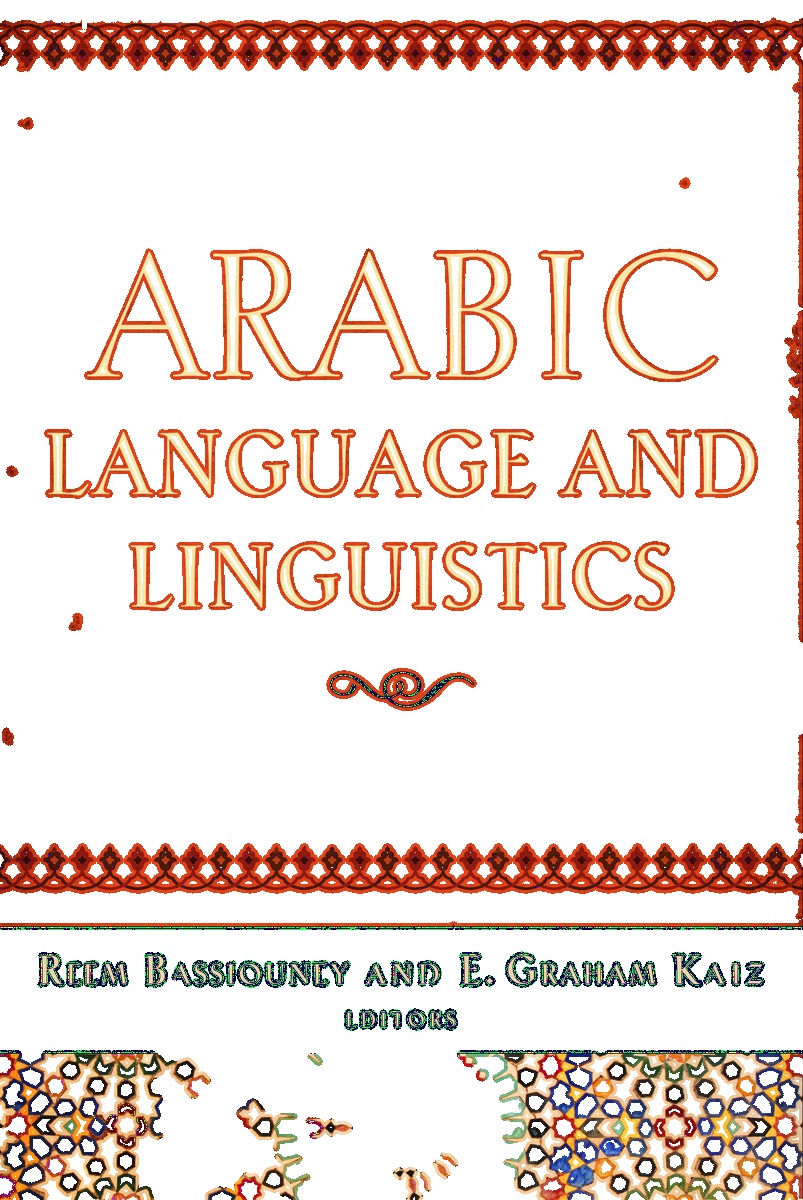 ARABIC
LANGUAGE AND
LINGUISTICS
REEM BASSIOUNEY AND E. GRAHAM KATZ
EDITORS